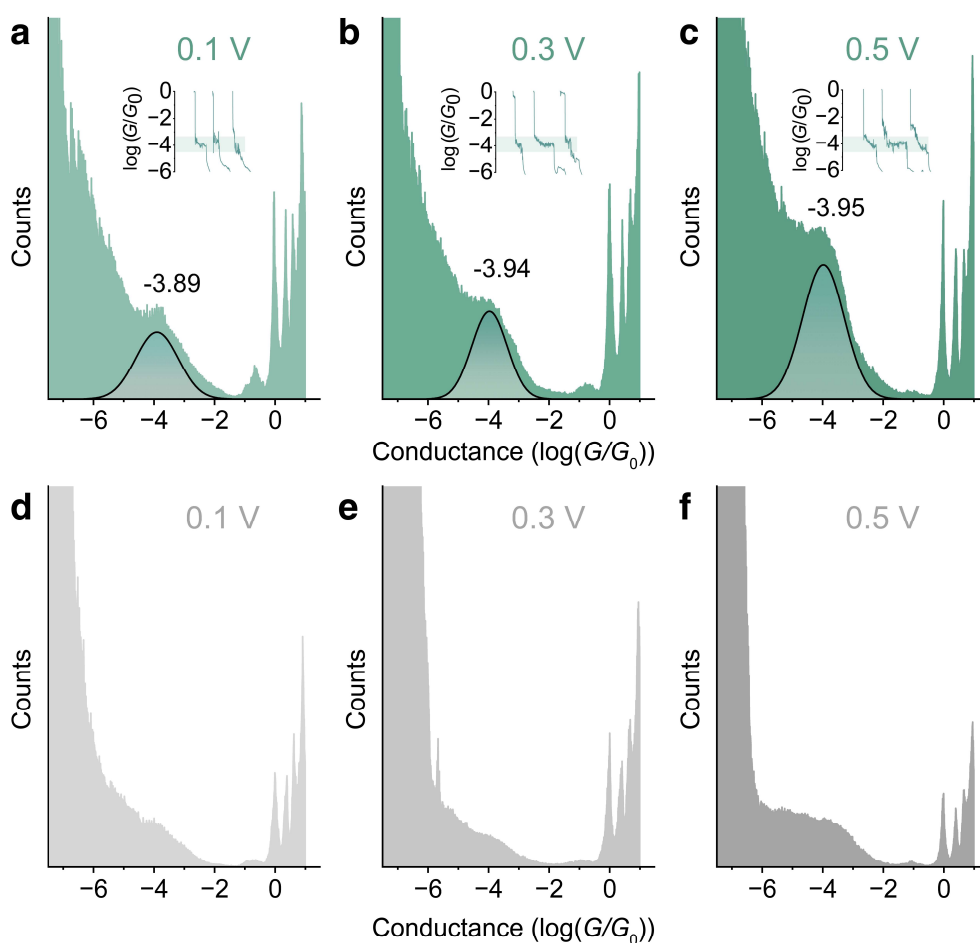 a
0.1 V
log(G/G0)
0
−2
−4
−6
-3.89
Counts
−6
−4
−2
0
b
0.3 V
log(G/G0)
0
−2
−4
−6
-3.94
Counts
−6
−4
−2
0
c
0.5 V
log(G/G0)
0
−2
−4
−6
-3.95
Counts
−6
−4
−2
0
Conductance (log(G/G0))
d
0.1 V
Counts
−6
−4
−2
0
e
0.3 V
Counts
−6
−4
−2
0
f
0.5 V
Counts
−6
−4
−2
0
Conductance (log(G/G0))